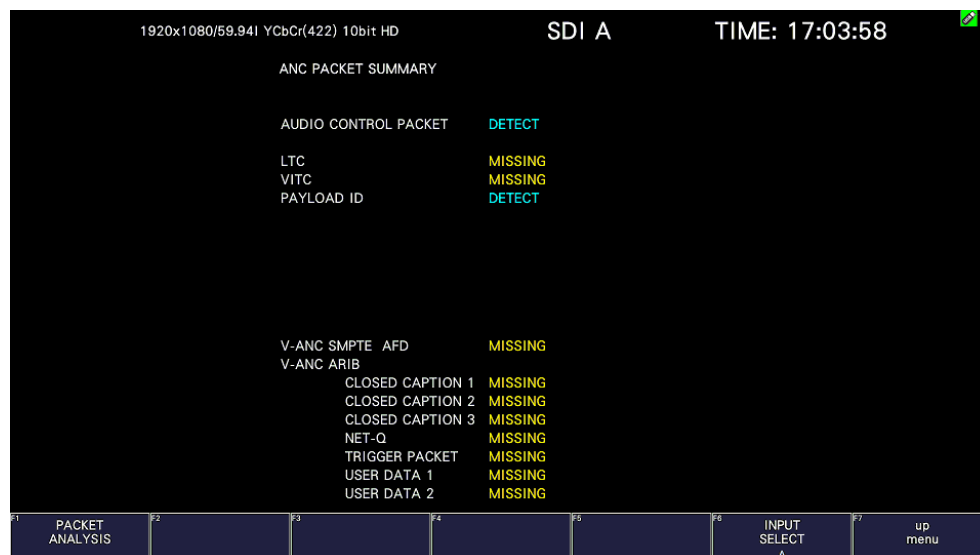 1920x1080/59.94I YCbCr(422) 10bit HD SDI A TIME: 17:03:58
ANC PACKET SUMMARY
AUDIO CONTROL PACKET DETECT
LTC MISSING
VITC MISSING
PAYLOAD ID DETECT
V-ANC SMPTE AFD MISSING
V-ANC ARIB
CLOSED CAPTION 1 MISSING
CLOSED CAPTION 2 MISSING
CLOSED CAPTION 3 MISSING
NET-Q MISSING
TRIGGER PACKET MISSING
USER DATA 1 MISSING
USER DATA 2 MISSING
F1 F2 F3 F4 F5 F6 F7
PACKET INPUT up
ANALYSIS SELECT menu
A